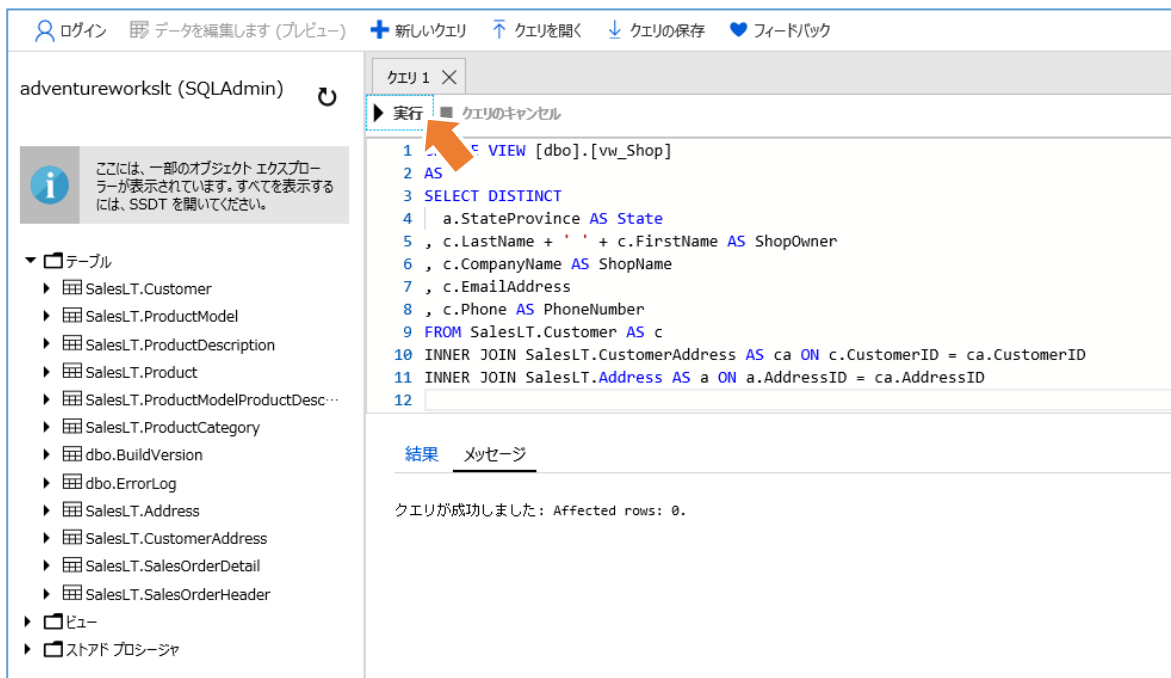 ログイン データを編集します (プレビュー) 新しいクエリ クエリを開く クエリの保存 フィードバック
adventureworkslt (SQLAdmin)
ここには、一部のオブジェクト エクスプロー
ラーが表示されています。すべてを表示する
には、SSDT を開いてください。
テーブル
SalesLT.Customer
SalesLT.ProductModel
SalesLT.ProductDescription
SalesLT.Product
SalesLT.ProductModelProductDesc…
SalesLT.ProductCategory
dbo.BuildVersion
dbo.ErrorLog
SalesLT.Address
SalesLT.CustomerAddress
SalesLT.SalesOrderDetail
SalesLT.SalesOrderHeader
ビュー
ストアド プロシージャ
クエリ 1
実行 クエリのキャンセル
1 VIEW [dbo].[vw_Shop]
2 AS
3 SELECT DISTINCT
4 a.StateProvince AS State
5 , c.LastName + ' ' + c.FirstName AS ShopOwner
6 , c.CompanyName AS ShopName
7 , c.EmailAddress
8 , c.Phone AS PhoneNumber
9 FROM SalesLT.Customer AS c
10 INNER JOIN SalesLT.CustomerAddress AS ca ON c.CustomerID = ca.CustomerID
11 INNER JOIN SalesLT.Address AS a ON a.AddressID = ca.AddressID
12
結果 メッセージ
クエリが成功しました: Affected rows: 0.